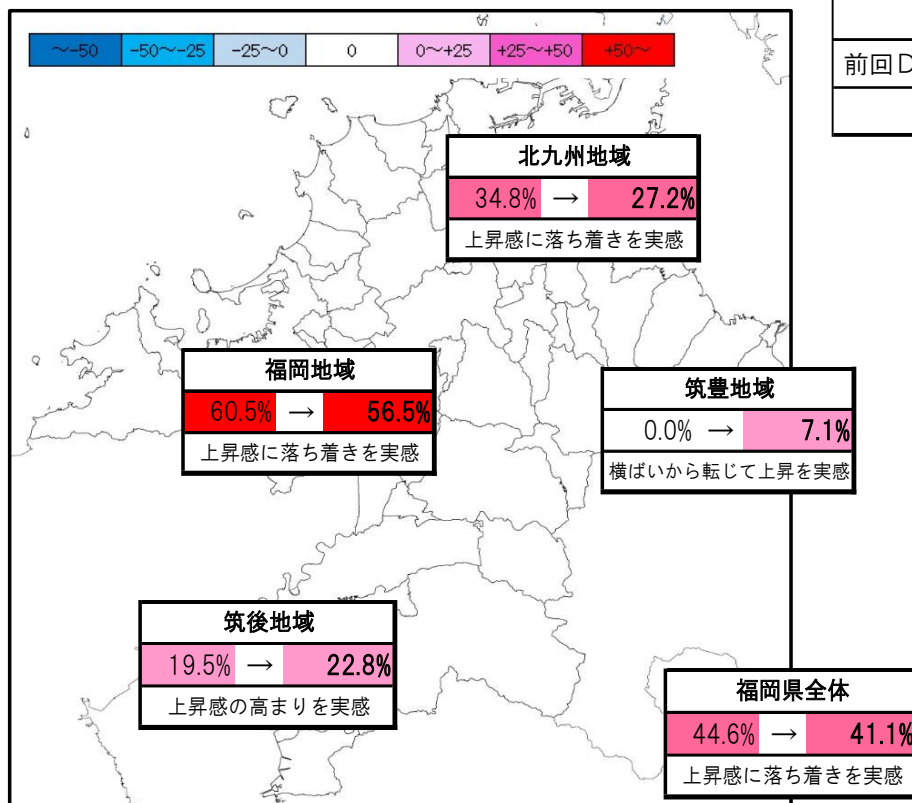 ～-50 -50～-25 -25～0 0 0～+25 +25～+50 +50～
前回D
北九州地域
34.8% → 27.2%
上昇感に落ち着きを実感
福岡地域
60.5% → 56.5%
上昇感に落ち着きを実感
筑豊地域
0.0% → 7.1%
横ばいから転じて上昇を実感
筑後地域
19.5% → 22.8%
上昇感の高まりを実感
福岡県全体
44.6% → 41.1%
上昇感に落ち着きを実感